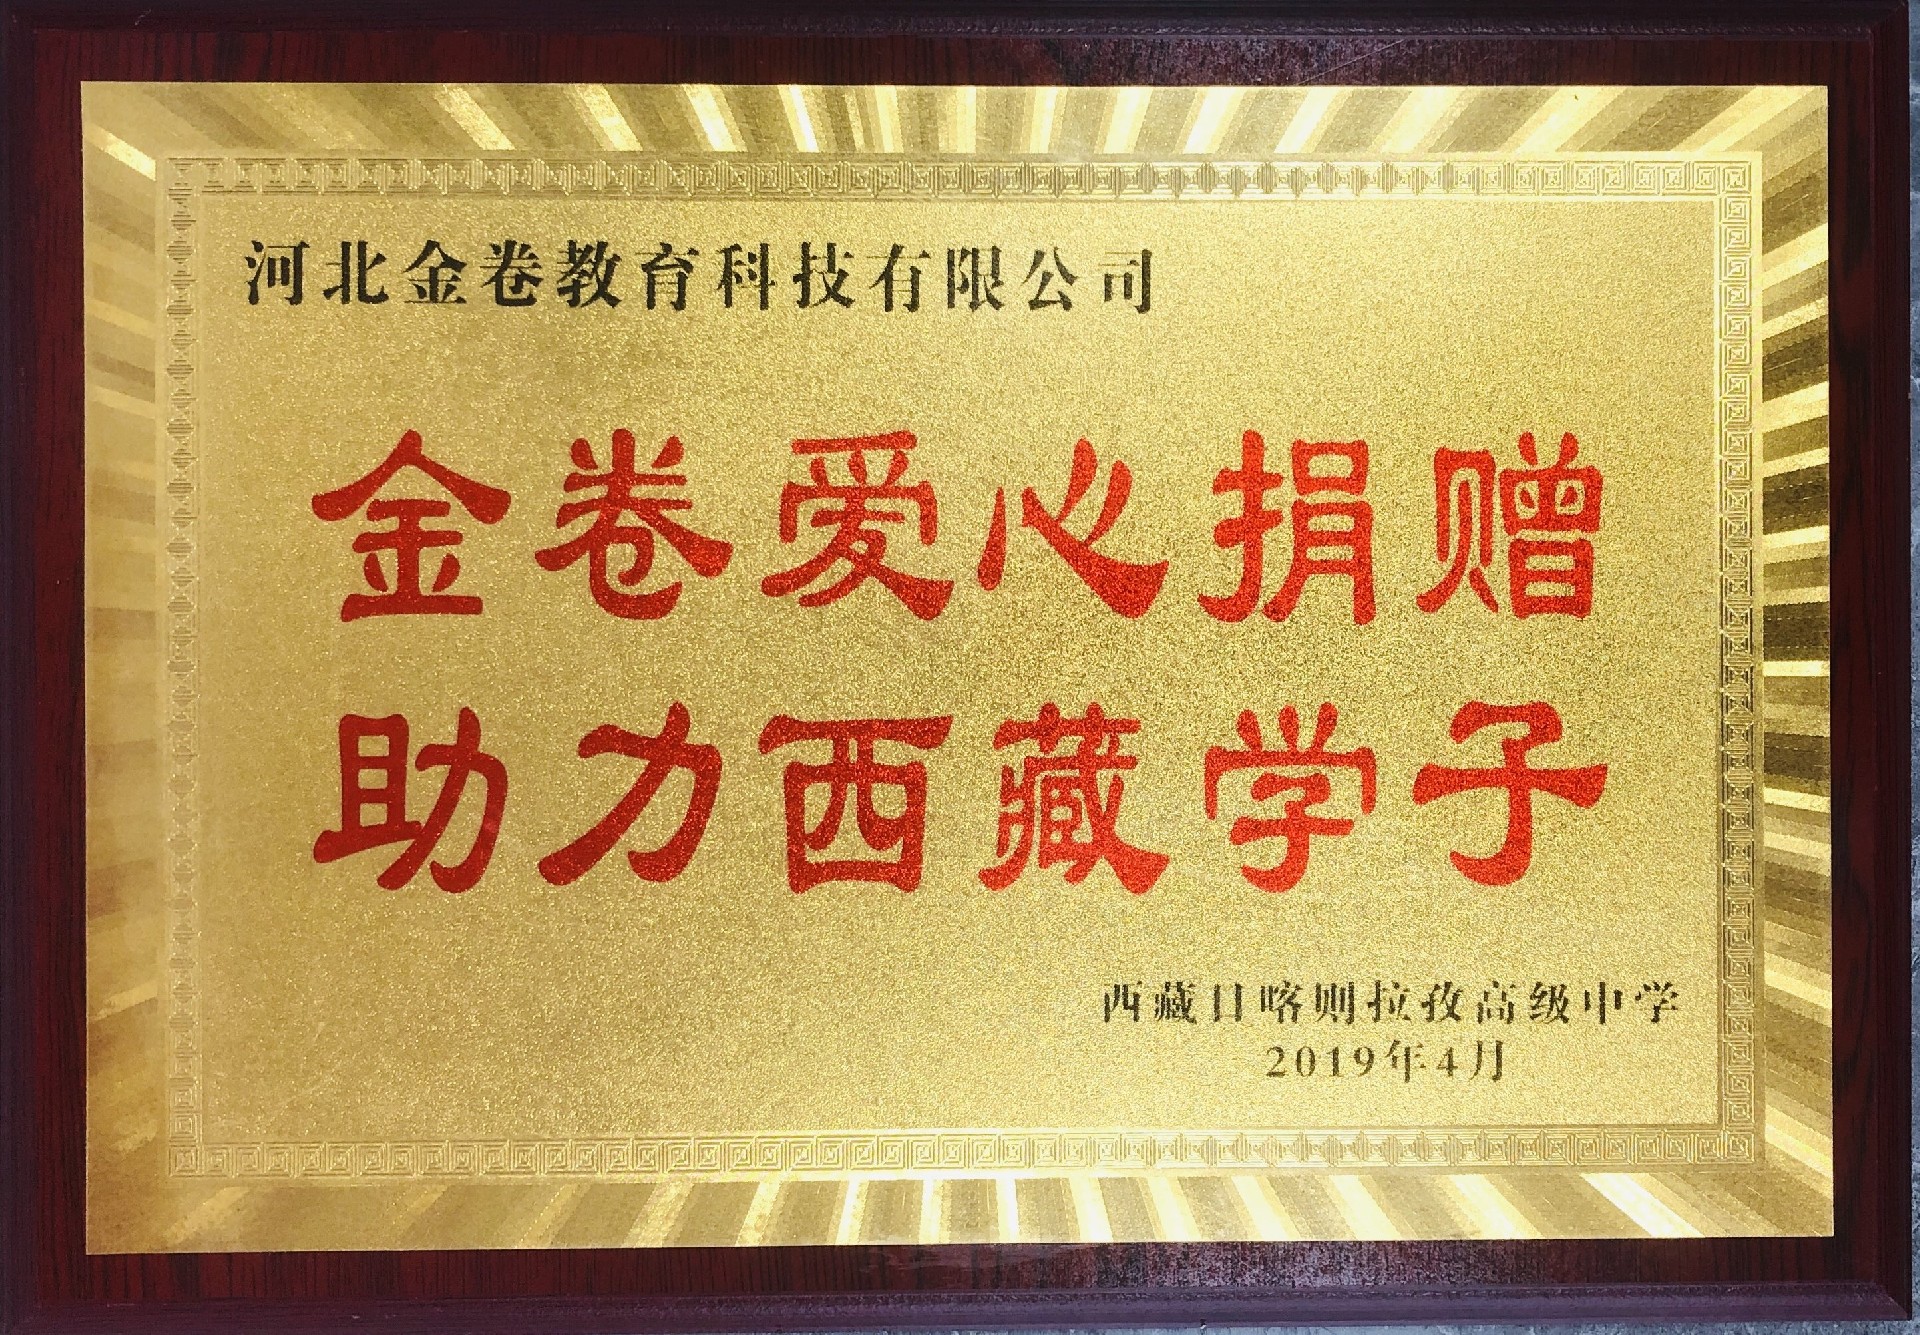 河北金卷教育科技有限公司
金卷爱心捐赠
助力西藏学子
西藏日喀则拉孜高级中学
2019年4月